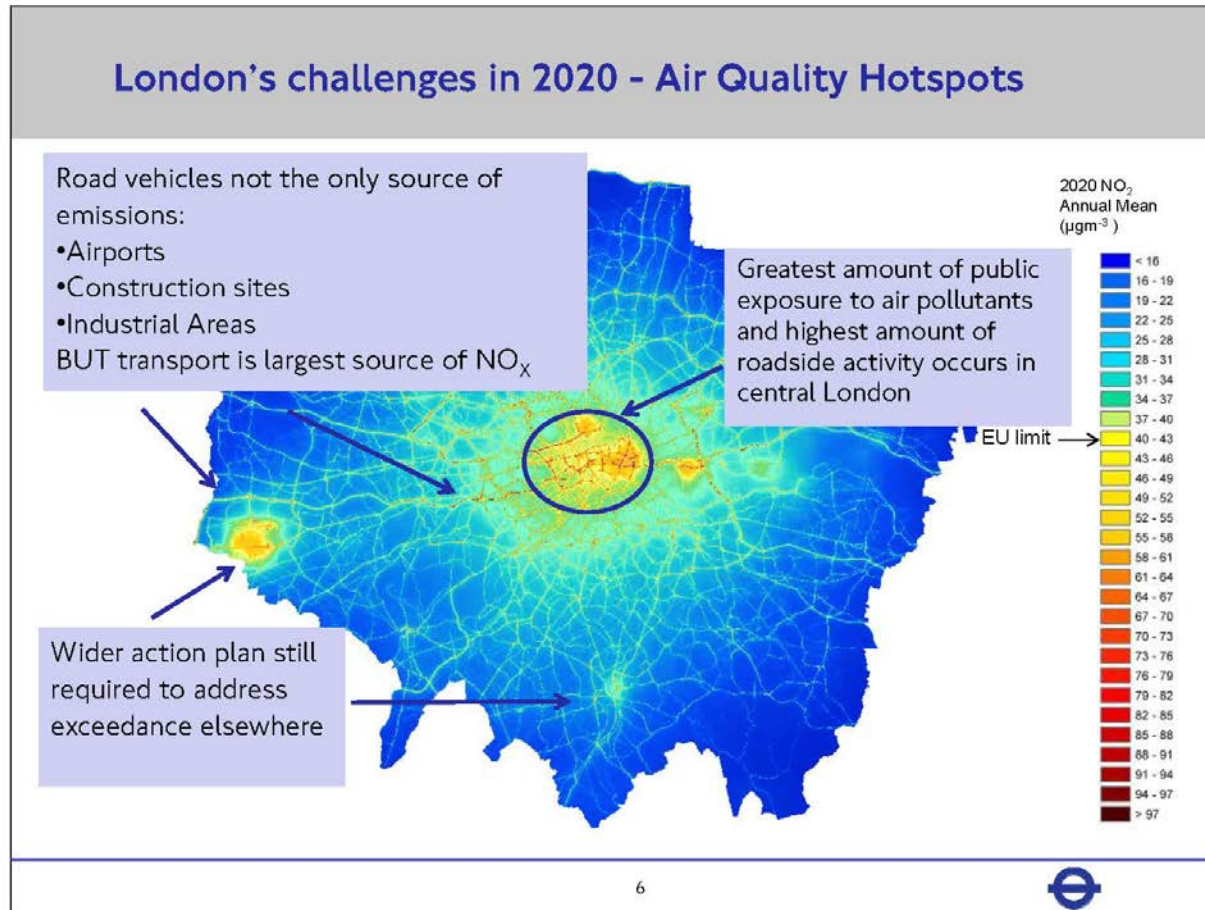 London's challenges in 2020 - Air Quality Hotspots
Road vehicles not the only source of
emissions:
•Airports
•Construction sites
•Industrial Areas
BUT transport is largest source of NOX
Greatest amount of public
exposure to air pollutants
and highest amount of
roadside activity occurs in
central London
Wider action plan still
required to address
exceedance elsewhere
2020 NO2
Annual Mean
(µgm-3 )
< 16
16 - 19
19 - 22
22 - 25
25 - 28
28 - 31
31 - 34
34 - 37
37 - 40
EU limit
40 - 43
43 - 46
46 - 49
49 - 52
52 - 55
55 - 58
58 - 61
61 - 64
64 - 67
67 - 70
70 - 73
73 - 76
76 - 79
79 - 82
82 - 85
85 - 88
88 - 91
91 - 94
94 - 97
> 97
6